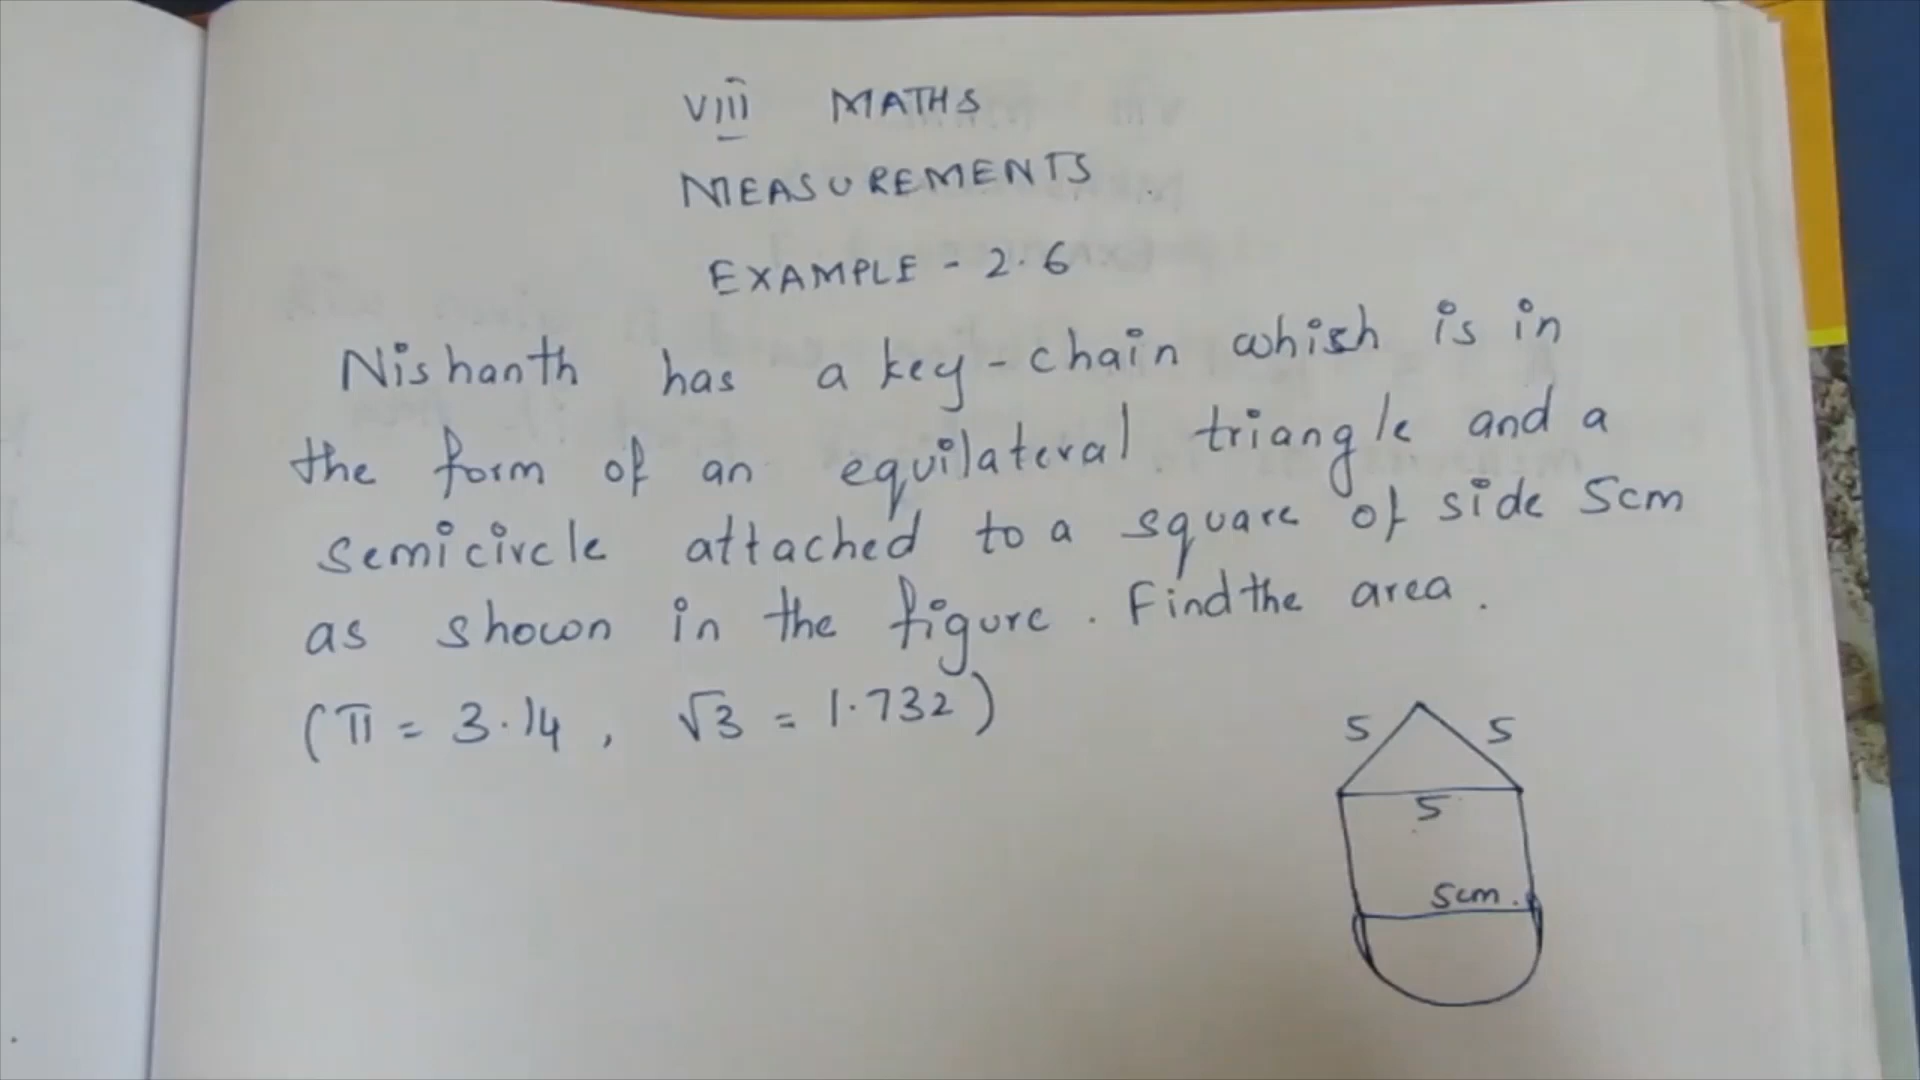 VIII MATHS
MEASUREMENTS
EXAMPLE - 2.6
Nishanth has a key-chain which is in
the form of an equilateral triangle and a
semicircle attached to a square of side 5cm
as shown in the figure. Find the area.
(π = 3.14, √3 = 1.732)
5 5
5
5cm.